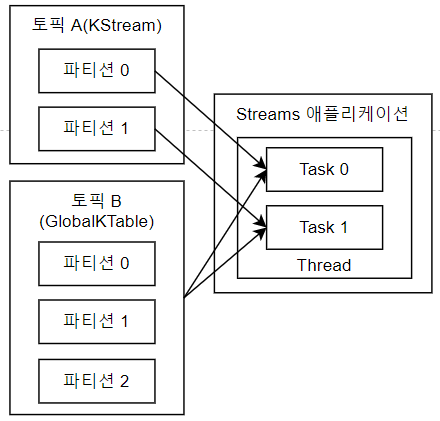 토픽 A(KStream)
파티션 0
파티션 1
토픽 B
(GlobalKTable)
파티션 0
파티션 1
파티션 2
Streams 애플리케이션
Task 0
Task 1
Thread